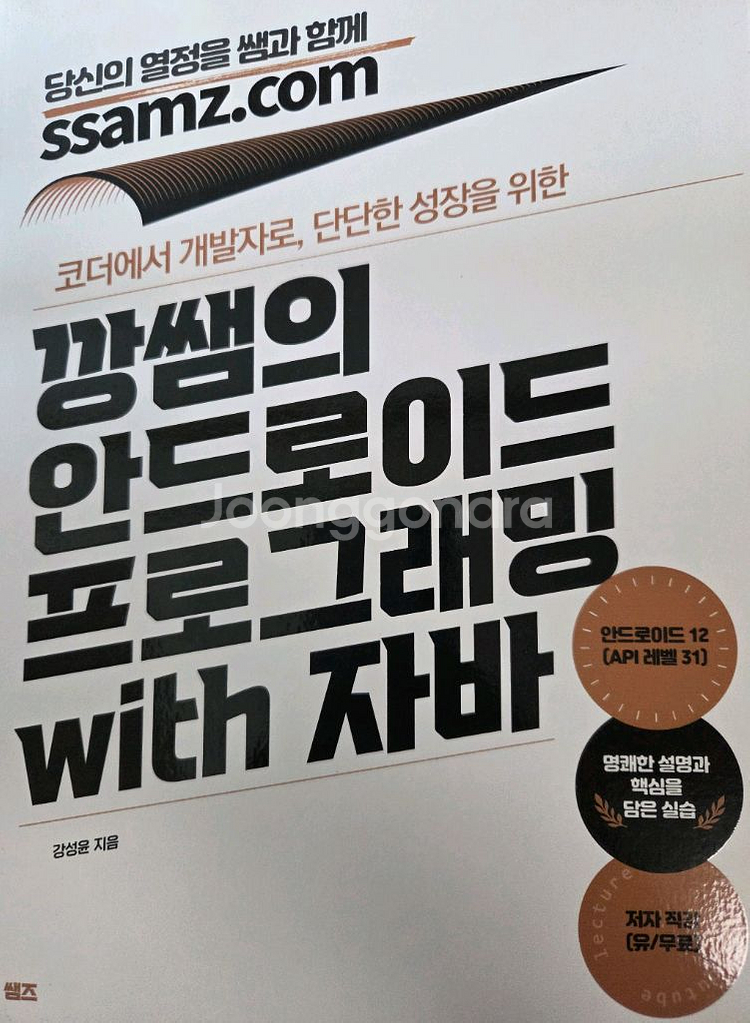 당신의 열정을 쌤과 함께
ssamz.com
코더에서 개발자로, 단단한 성장을 위한
깡쌤의
안드로이드
프로그래밍
with 자바
Joonggonara
안드로이드 12
(API 레벨 31)
명쾌한 설명과
핵심을
담은 실습
강성윤 지음
lecture
저자 직강
(유/무료)
쌤즈